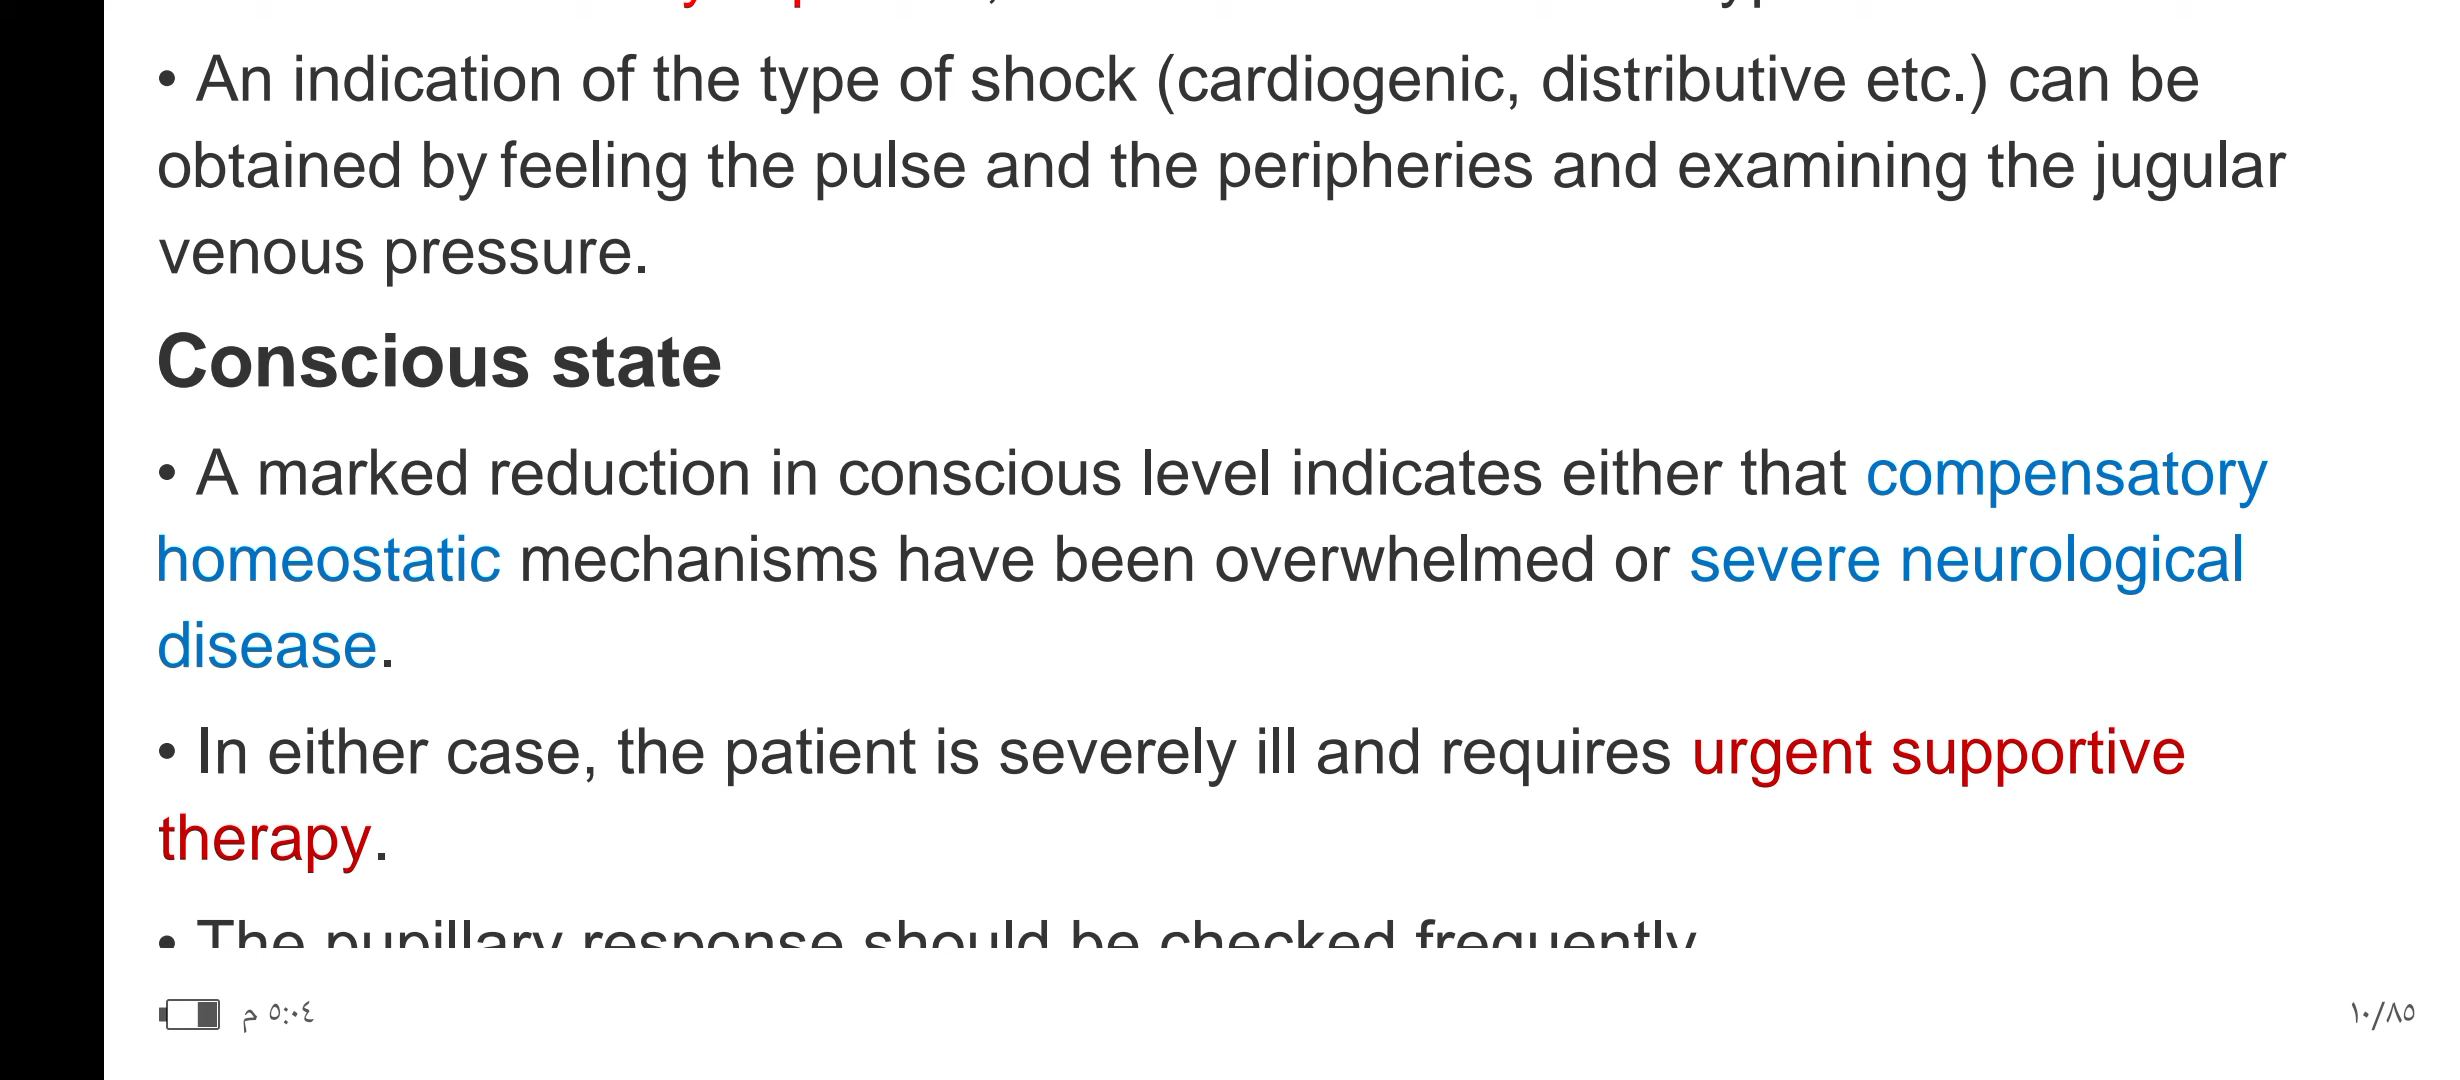 • An indication of the type of shock (cardiogenic, distributive etc.) can be
obtained by feeling the pulse and the peripheries and examining the jugular
venous pressure.
Conscious state
• A marked reduction in conscious level indicates either that compensatory
homeostatic mechanisms have been overwhelmed or severe neurological
disease.
• In either case, the patient is severely ill and requires urgent supportive
therapy.
• The pupillary response should be checked frequently
٥:٠٤ م
١٠/٨٥